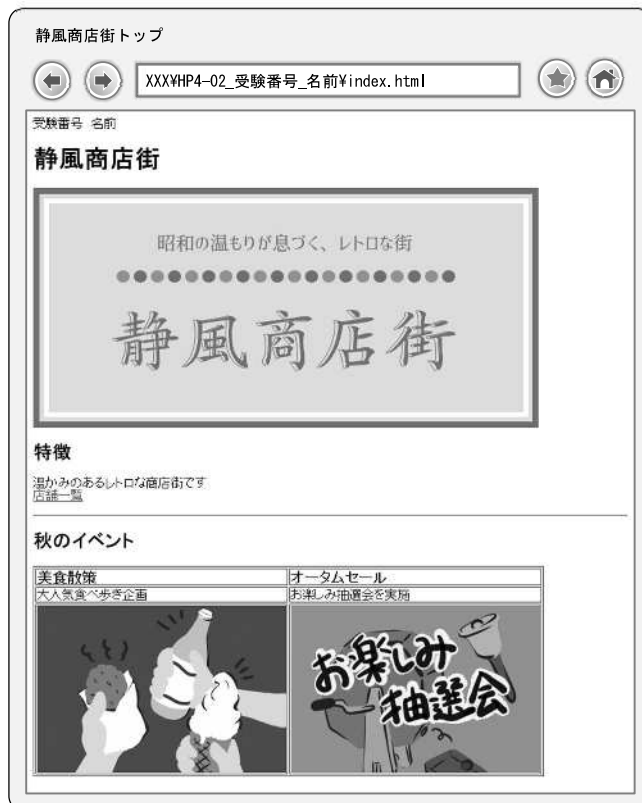 静風商店街トップ
XXX¥HP4-02_受験番号_名前¥index.html
受験番号 名前
静風商店街
昭和の温もりが息づく、レトロな街
静風商店街
特徴
温かみのあるレトロな商店街です
店舗一覧
秋のイベント
美食散策 オータムセール
大人気食べ歩き企画 お楽しみ抽選会を実施
お楽しみ
抽選会